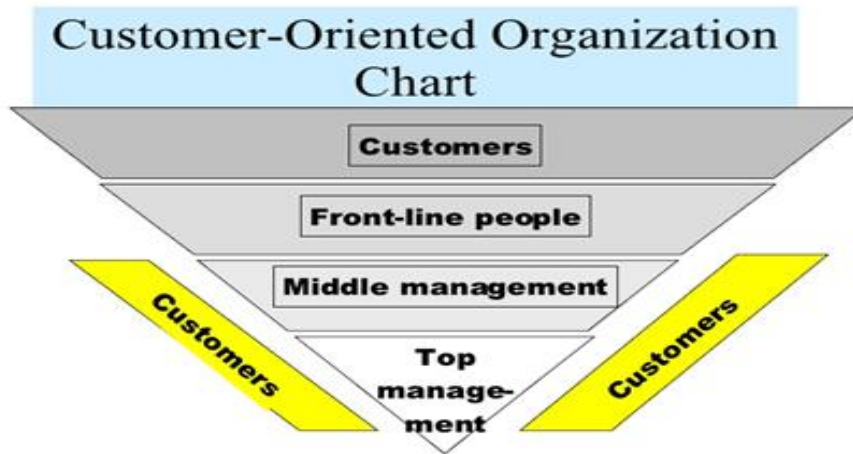 Customer-Oriented Organization
Chart
Customers
Front-line people
Middle management
Customers
Customers
Top
manage-
ment